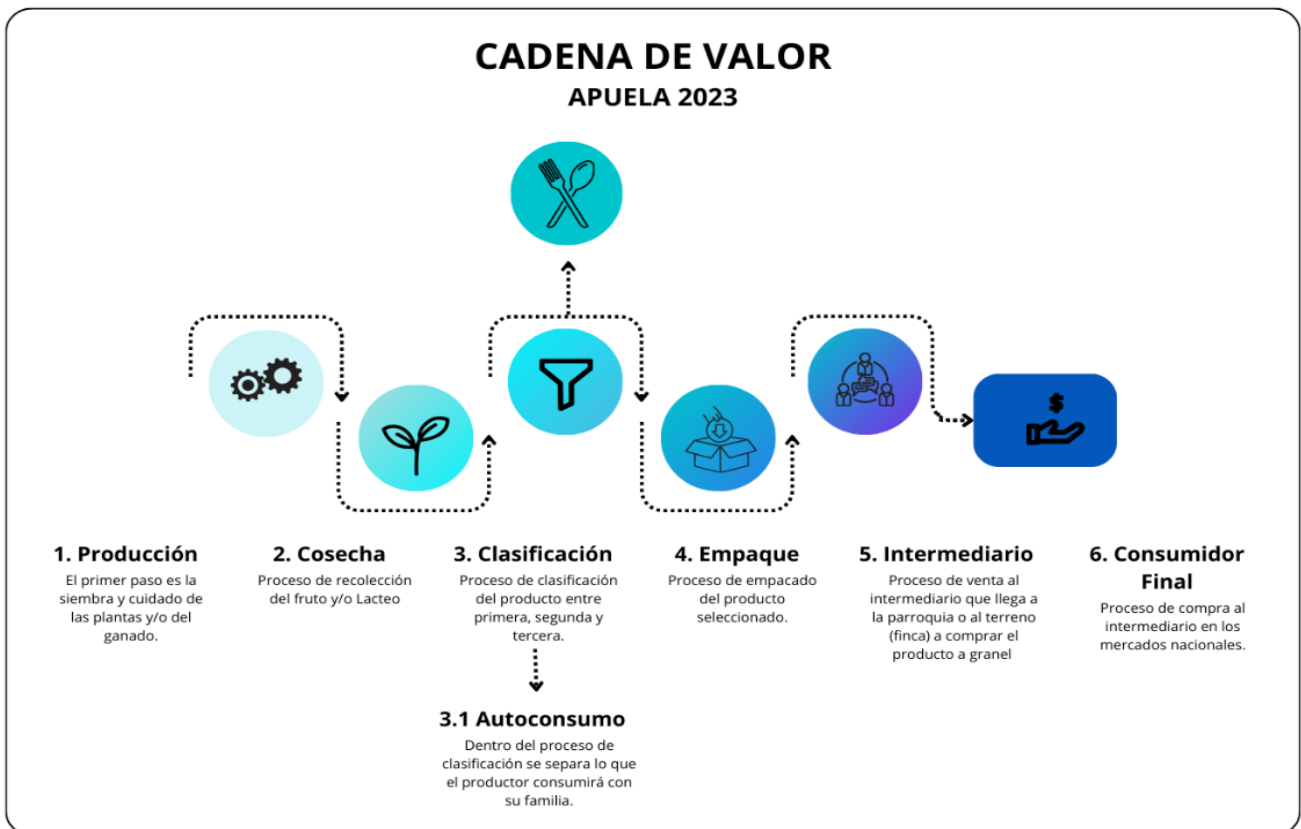 CADENA DE VALOR
APUELA 2023
$
1. Producción
El primer paso es la
siembra y cuidado de
las plantas y/o del
ganado.
2. Cosecha
Proceso de recolección
del fruto y/o Lacteo
3. Clasificación
Proceso de clasificación
del producto entre
primera, segunda y
tercera.
3.1 Autoconsumo
Dentro del proceso de
clasificación se separa lo que
el productor consumirá con
su familia.
4. Empaque
Proceso de empacado
del producto
seleccionado.
5. Intermediario
Proceso de venta al
intermediario que llega a
la parroquia o al terreno
(finca) a comprar el
producto a granel
6. Consumidor
Final
Proceso de compra al
intermediario en los
mercados nacionales.